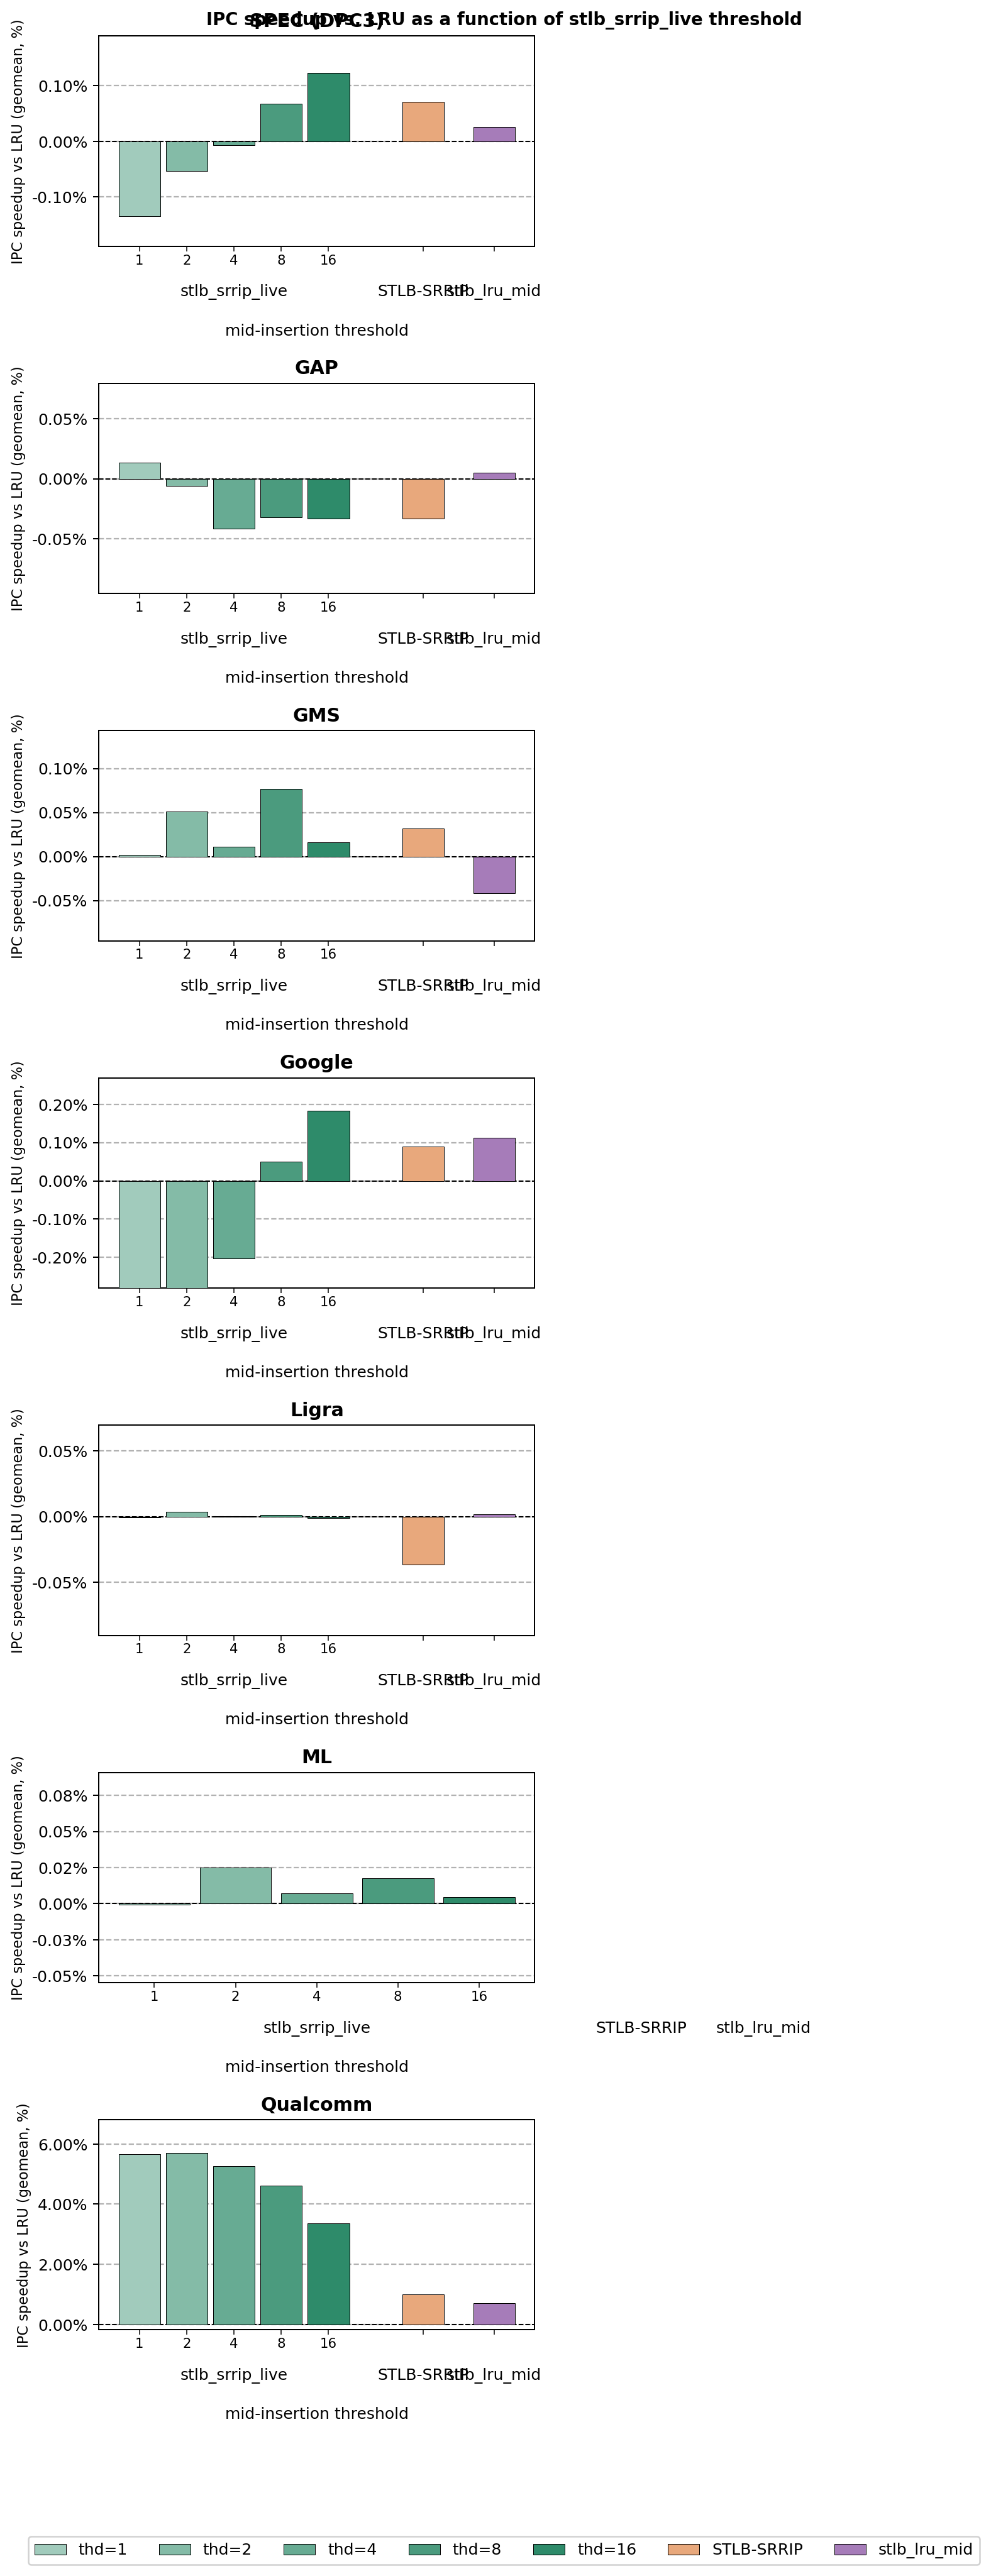 IPC speedup vs. LRU as a function of stlb_srrip_live threshold
SPEC (DPC3)
IPC speedup vs LRU (geomean, %)
0.10%
0.00%
-0.10%
1 2 4 8 16
stlb_srrip_live STLB-SRRIP stlb_lru_mid
mid-insertion threshold
GAP
IPC speedup vs LRU (geomean, %)
0.05%
0.00%
-0.05%
1 2 4 8 16
stlb_srrip_live STLB-SRRIP stlb_lru_mid
mid-insertion threshold
GMS
IPC speedup vs LRU (geomean, %)
0.10%
0.05%
0.00%
-0.05%
1 2 4 8 16
stlb_srrip_live STLB-SRRIP stlb_lru_mid
mid-insertion threshold
Google
IPC speedup vs LRU (geomean, %)
0.20%
0.10%
0.00%
-0.10%
-0.20%
1 2 4 8 16
stlb_srrip_live STLB-SRRIP stlb_lru_mid
mid-insertion threshold
Ligra
IPC speedup vs LRU (geomean, %)
0.05%
0.00%
-0.05%
1 2 4 8 16
stlb_srrip_live STLB-SRRIP stlb_lru_mid
mid-insertion threshold
ML
IPC speedup vs LRU (geomean, %)
0.08%
0.05%
0.02%
0.00%
-0.03%
-0.05%
1 2 4 8 16
stlb_srrip_live STLB-SRRIP stlb_lru_mid
mid-insertion threshold
Qualcomm
IPC speedup vs LRU (geomean, %)
6.00%
4.00%
2.00%
0.00%
1 2 4 8 16
stlb_srrip_live STLB-SRRIP stlb_lru_mid
mid-insertion threshold
thd=1 thd=2 thd=4 thd=8 thd=16 STLB-SRRIP stlb_lru_mid